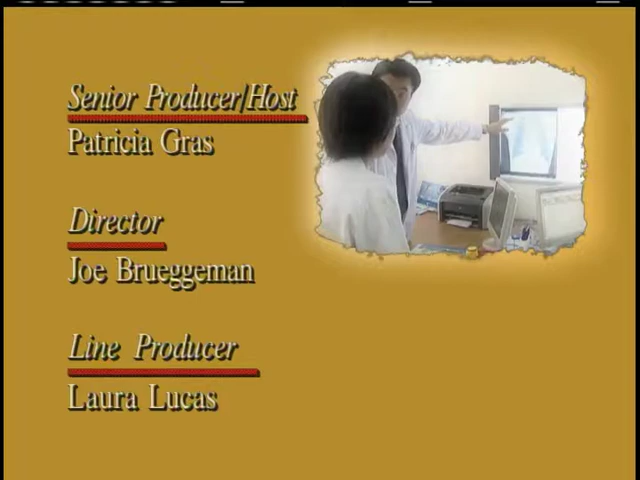 Senior Producer/Host
Patricia Gras
Director
Joe Brueggeman
Line Producer
Laura Lucas